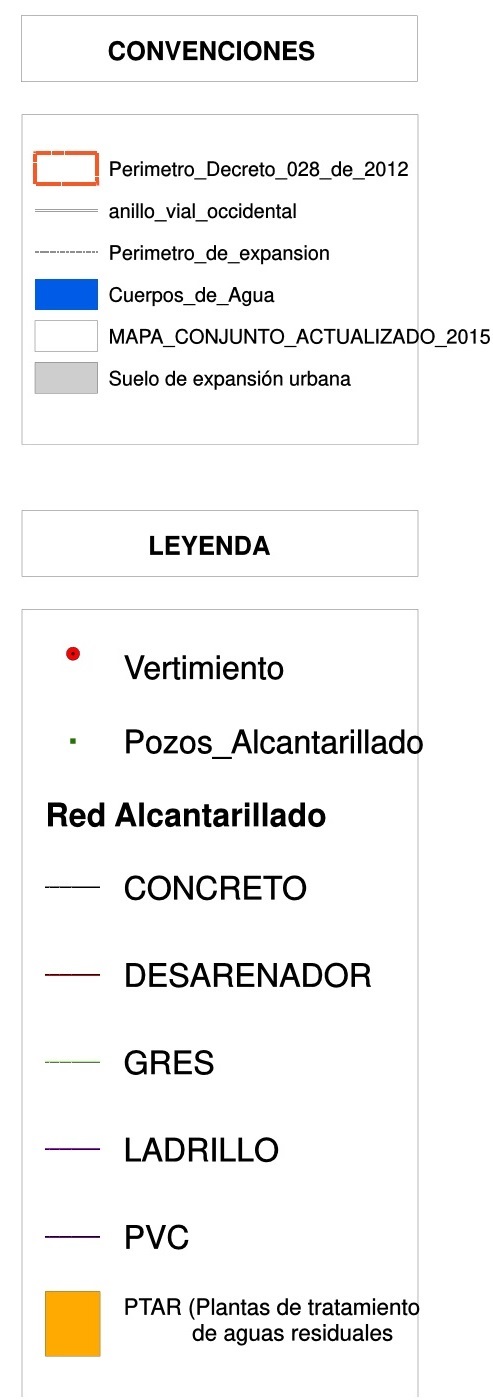 CONVENCIONES
Perimetro_Decreto_028_de_2012
anillo_vial_occidental
Perimetro_de_expansion
Cuerpos_de_Agua
MAPA_CONJUNTO_ACTUALIZADO_2015
Suelo de expansión urbana
LEYENDA
Vertimiento
Pozos_Alcantarillado
Red Alcantarillado
CONCRETO
DESARENADOR
GRES
LADRILLO
PVC
PTAR (Plantas de tratamiento
de aguas residuales